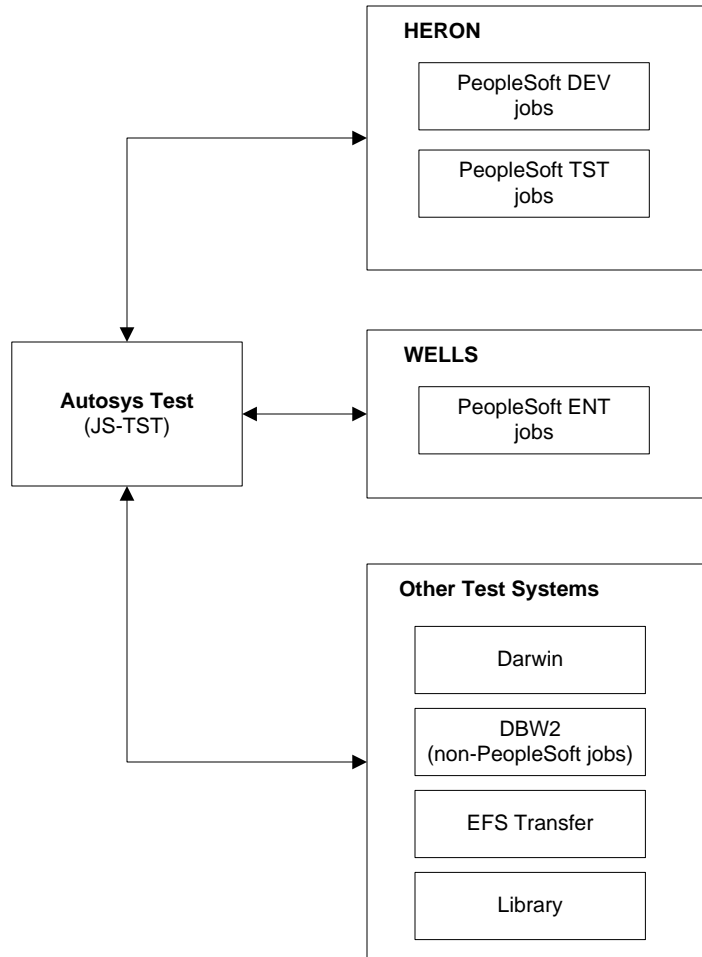 HERON
PeopleSoft DEV
jobs
PeopleSoft TST
jobs
Autosys Test
(JS-TST)
WELLS
PeopleSoft ENT
jobs
Other Test Systems
Darwin
DBW2
(non-PeopleSoft jobs)
EFS Transfer
Library